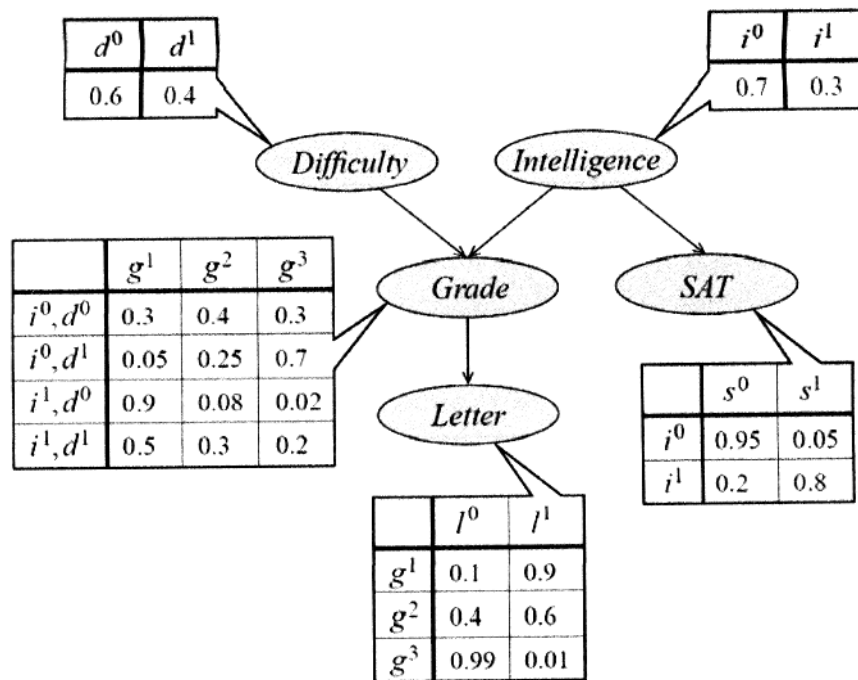 d⁰ d¹
0.6 0.4
i⁰ i¹
0.7 0.3
Difficulty
Intelligence
g¹ g² g³
i⁰,d⁰ 0.3 0.4 0.3
i⁰,d¹ 0.05 0.25 0.7
i¹,d⁰ 0.9 0.08 0.02
i¹,d¹ 0.5 0.3 0.2
Grade
SAT
Letter
s⁰ s¹
i⁰ 0.95 0.05
i¹ 0.2 0.8
l⁰ l¹
g¹ 0.1 0.9
g² 0.4 0.6
g³ 0.99 0.01